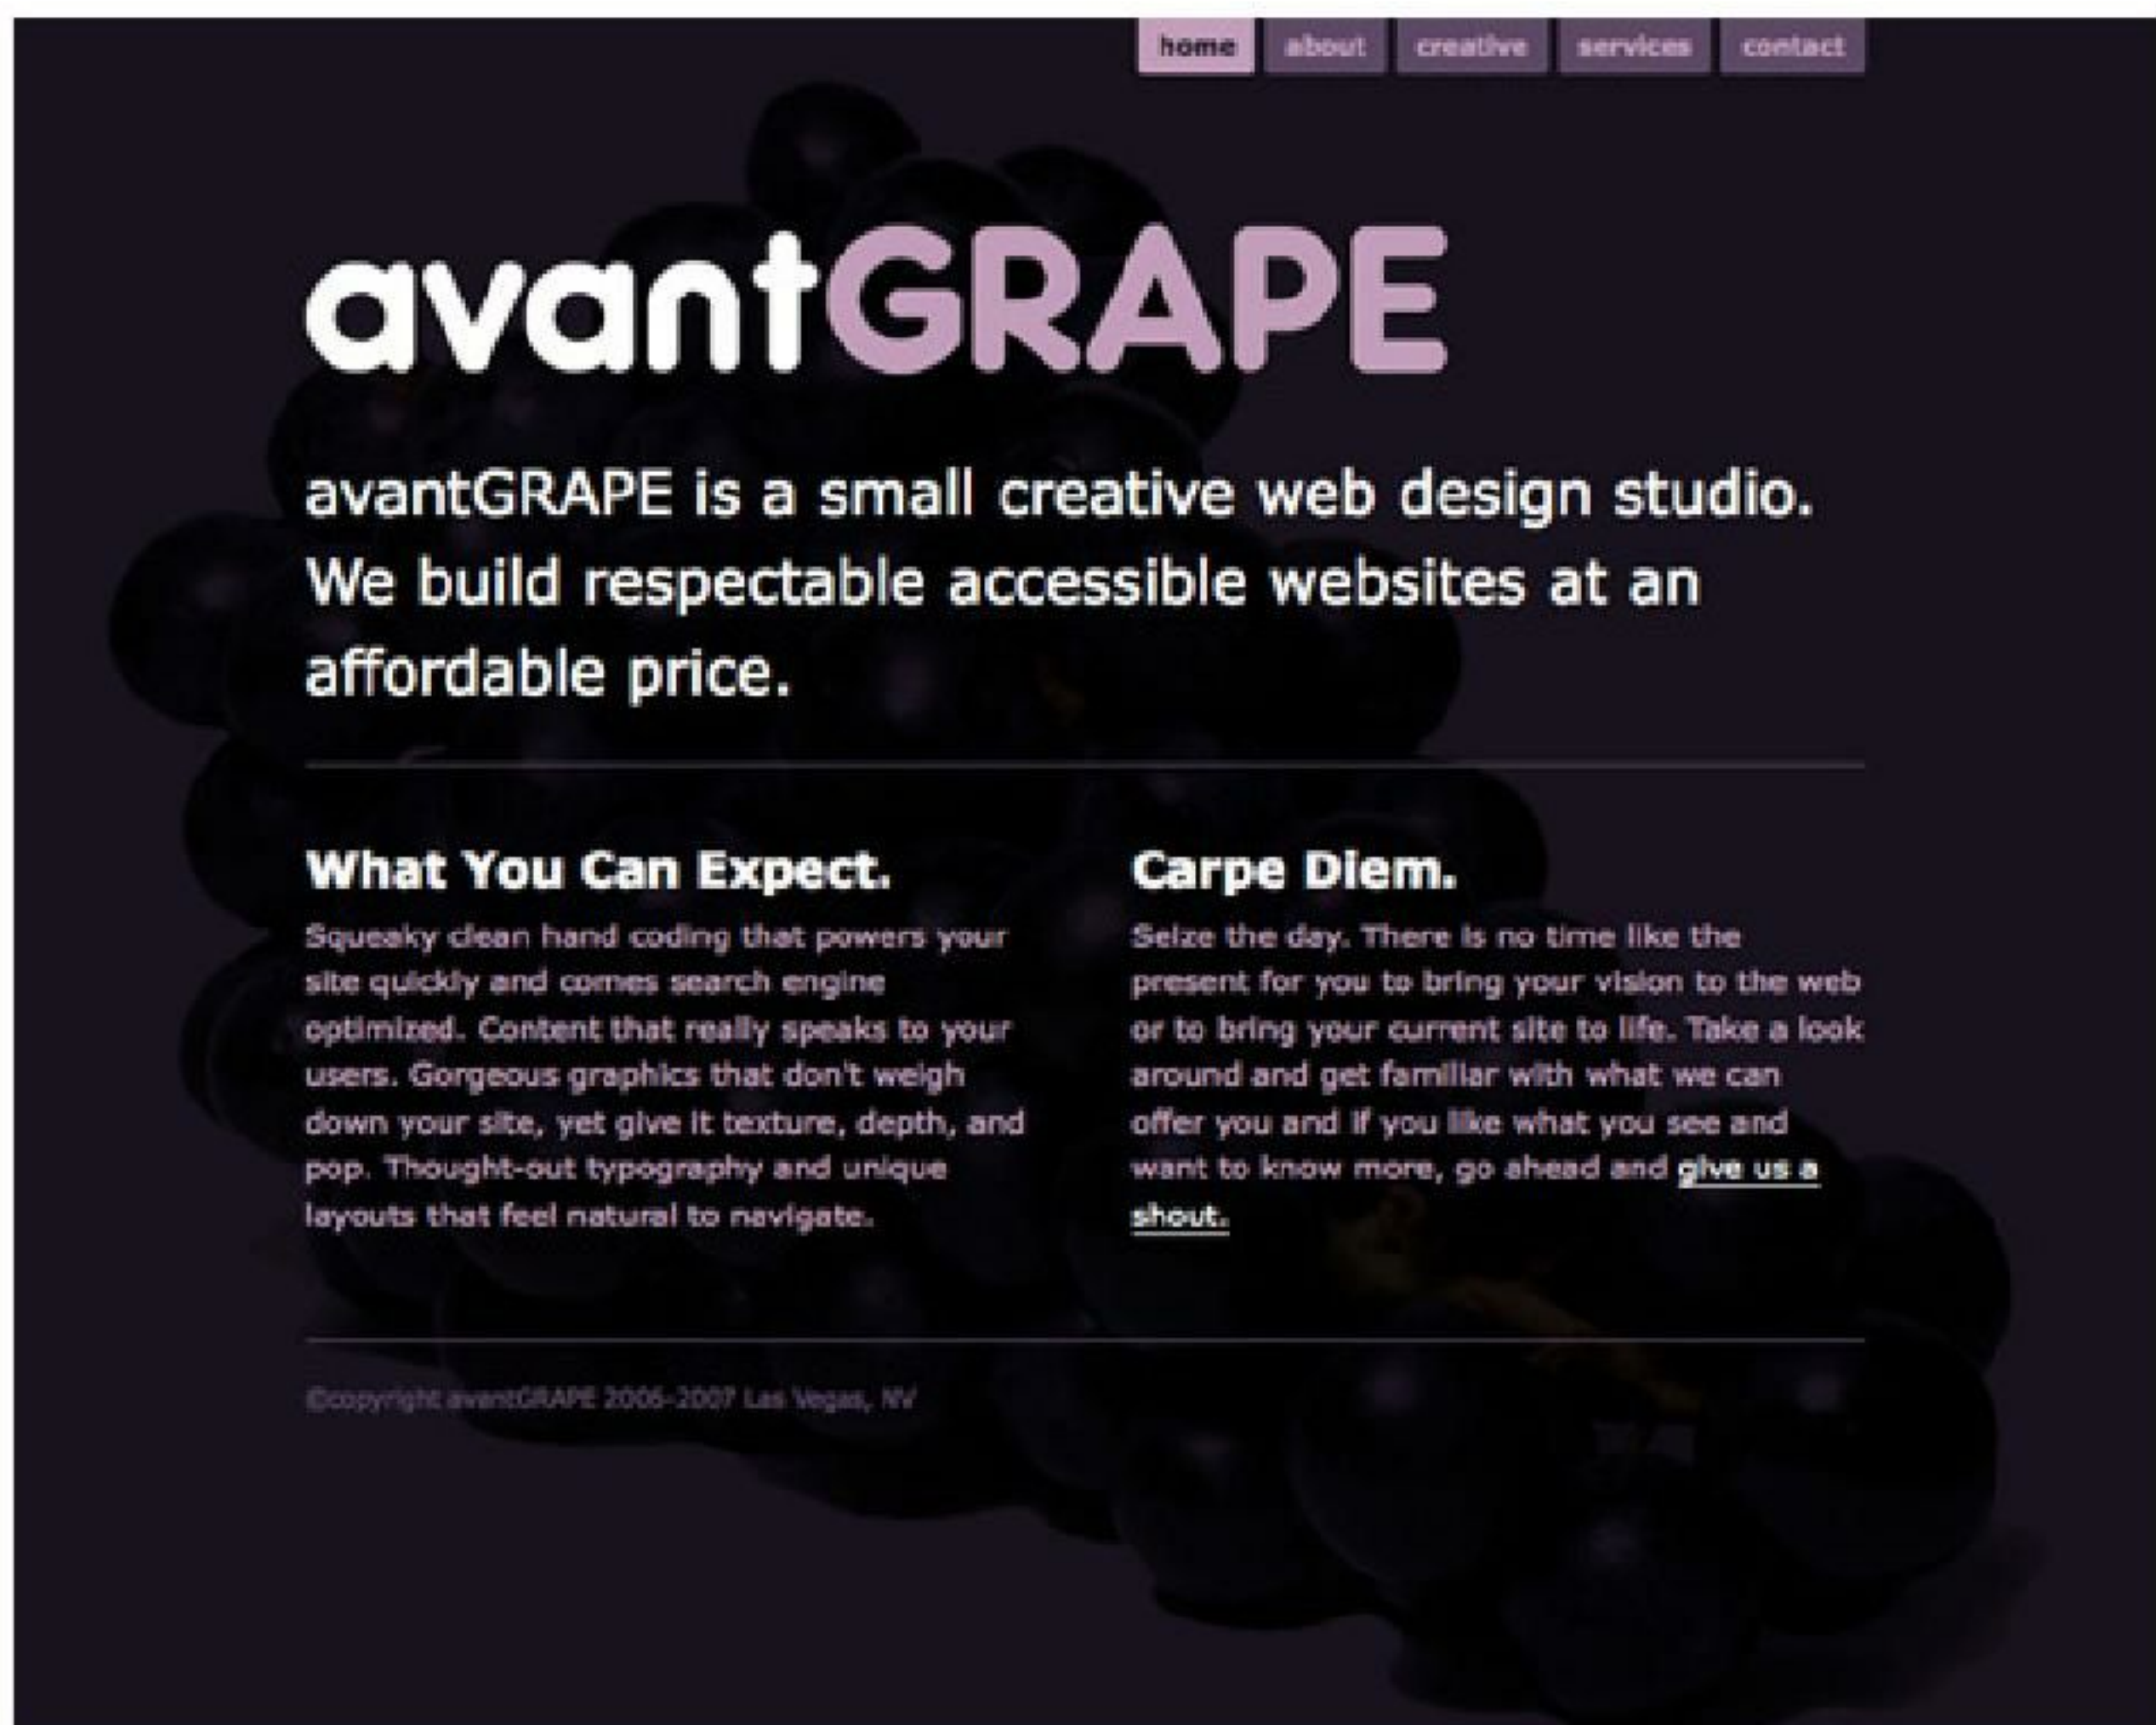 home about creative services contact
avantGRAPE
avantGRAPE is a small creative web design studio.
We build respectable accessible websites at an
affordable price.
What You Can Expect.
Squeaky clean hand coding that powers your
site quickly and comes search engine
optimized. Content that really speaks to your
users. Gorgeous graphics that don't weigh
down your site, yet give it texture, depth, and
pop. Thought-out typography and unique
layouts that feel natural to navigate.
Carpe Diem.
Seize the day. There is no time like the
present for you to bring your vision to the web
or to bring your current site to life. Take a look
around and get familiar with what we can
offer you and if you like what you see and
want to know more, go ahead and give us a
shout.
©copyright avantGRAPE 2006-2007 Las Vegas, NV